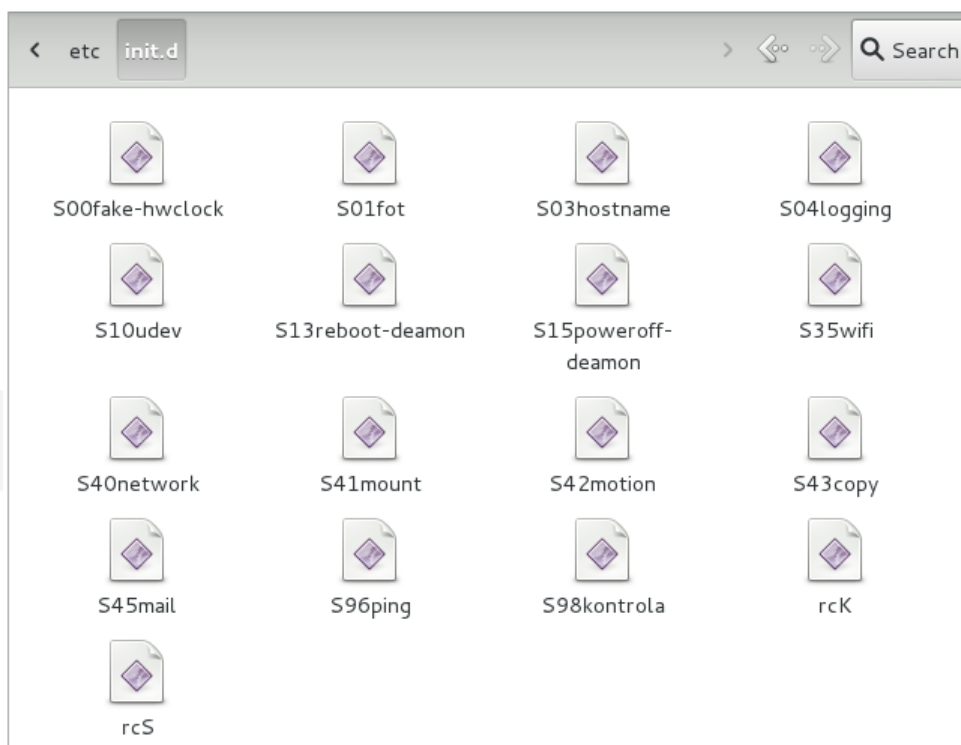 etc init.d Search
S00fake-hwclock S01fot S03hostname S04logging
S10udev S13reboot-deamon S15poweroff- S35wifi
deamon
S40network S41mount S42motion S43copy
S45mail S96ping S98kontrola rcK
rcS